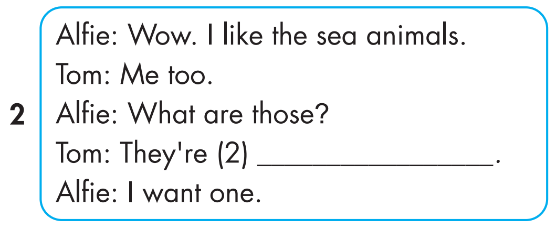 Alfie: Wow. I like the sea animals.
Tom: Me too.
2 Alfie: What are those?
Tom: They're (2) ____________________.
Alfie: I want one.